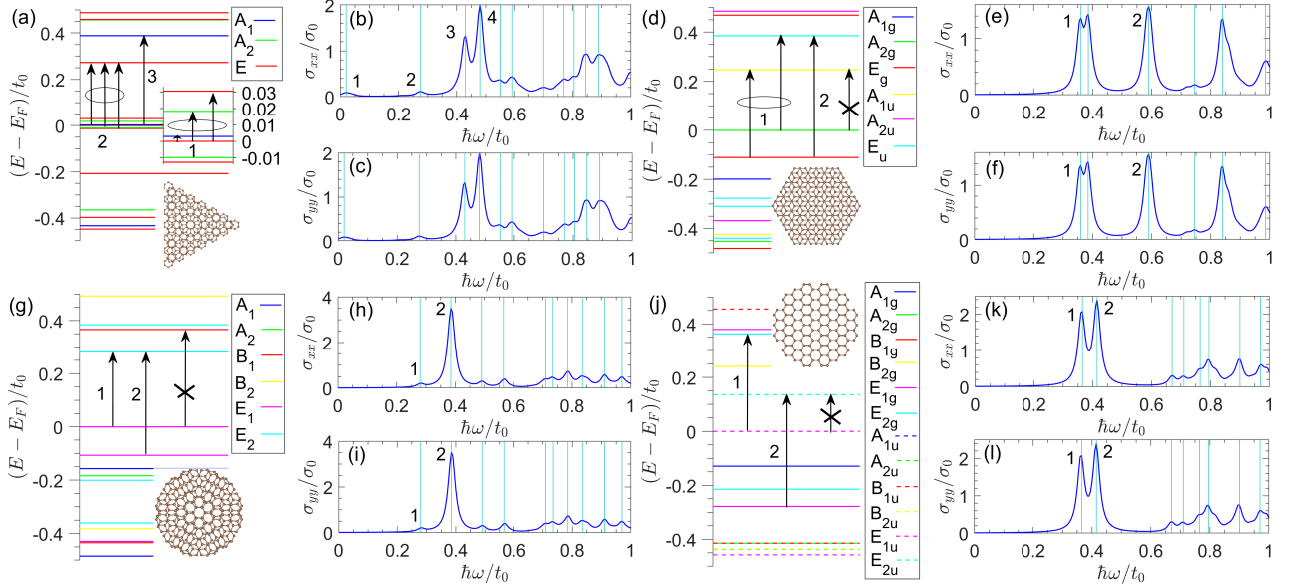 (a)
(E − E_F)/t_0
0.4
0.2
0
-0.2
-0.4
A_1
A_2
E
3
2
1
0.03
0.02
0.01
0
-0.01
(b)
σ_xx/σ_0
2
1
0
1
2
3
4
0 0.2 0.4 0.6 0.8 1
ħω/t_0
(c)
σ_yy/σ_0
2
1
0
0 0.2 0.4 0.6 0.8 1
ħω/t_0
(d)
(E − E_F)/t_0
0.4
0.2
0
-0.2
-0.4
1
2
A_1g
A_2g
E_g
A_1u
A_2u
E_u
(e)
σ_xx/σ_0
1
0
1
2
0 0.2 0.4 0.6 0.8 1
ħω/t_0
(f)
σ_yy/σ_0
1
0
1
2
0 0.2 0.4 0.6 0.8 1
ħω/t_0
(g)
(E − E_F)/t_0
0.4
0.2
0
-0.2
-0.4
1
2
A_1
A_2
B_1
B_2
E_1
E_2
(h)
σ_xx/σ_0
4
2
0
1
2
0 0.2 0.4 0.6 0.8 1
ħω/t_0
(i)
σ_yy/σ_0
4
2
0
1
2
0 0.2 0.4 0.6 0.8 1
ħω/t_0
(j)
(E − E_F)/t_0
0.4
0.2
0
-0.2
-0.4
1
2
A_1g
A_2g
B_1g
B_2g
E_1g
E_2g
A_1u
A_2u
B_1u
B_2u
E_1u
E_2u
(k)
σ_xx/σ_0
2
1
0
1
2
0 0.2 0.4 0.6 0.8 1
ħω/t_0
(l)
σ_yy/σ_0
2
1
0
1
2
0 0.2 0.4 0.6 0.8 1
ħω/t_0